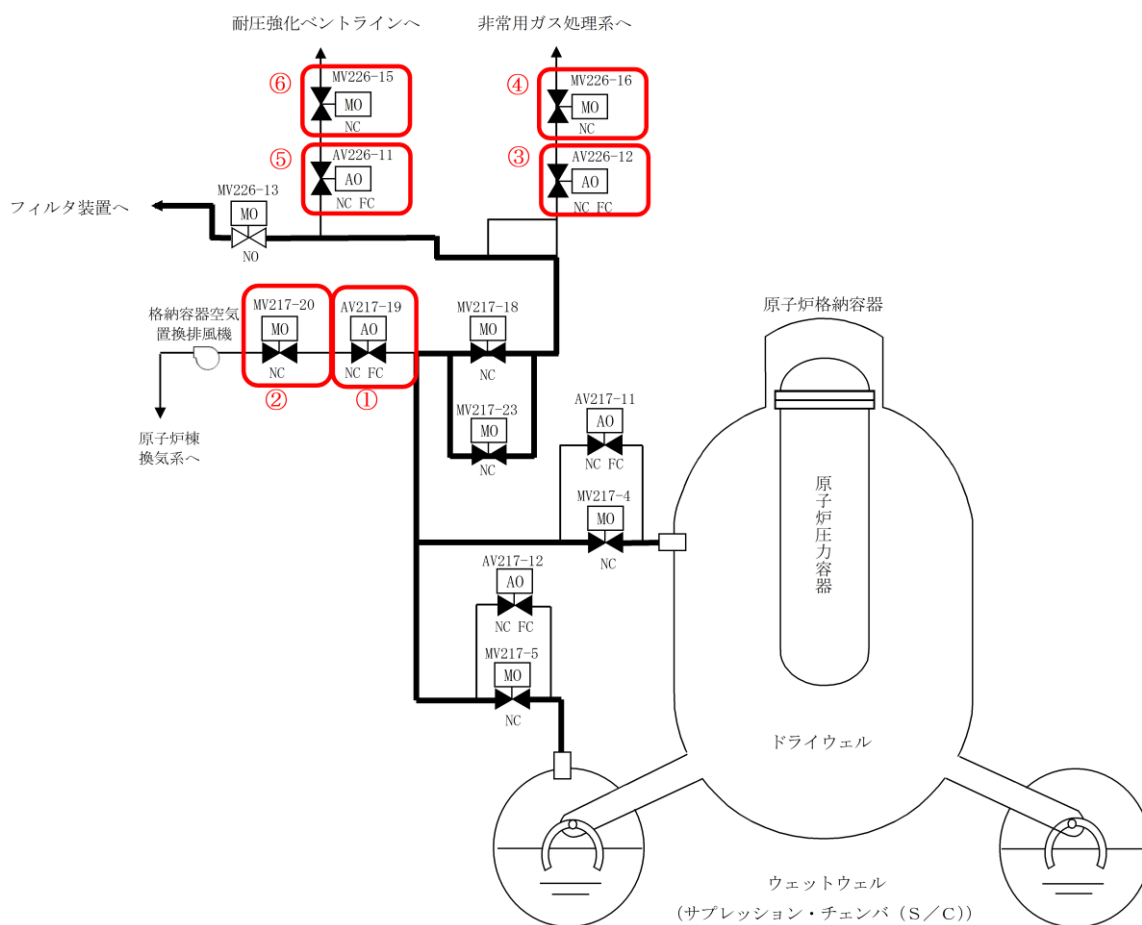 耐圧強化ベントラインへ
非常用ガス処理系へ
⑥
MV226-15
MO
NC
④
MV226-16
MO
NC
⑤
AV226-11
AO
NC FC
③
AV226-12
AO
NC FC
フィルタ装置へ
MV226-13
MO
NO
格納容器空気
置換排風機
MV217-20
MO
NC
②
AV217-19
AO
NC FC
①
MV217-18
MO
NC
MV217-23
MO
NC
原子炉棟
換気系へ
AV217-11
AO
NC FC
MV217-4
MO
NC
AV217-12
AO
NC FC
MV217-5
MO
NC
原子炉格納容器
原子炉圧力容器
ドライウェル
ウェットウェル
(サプレッション・チェンバ(S/C))